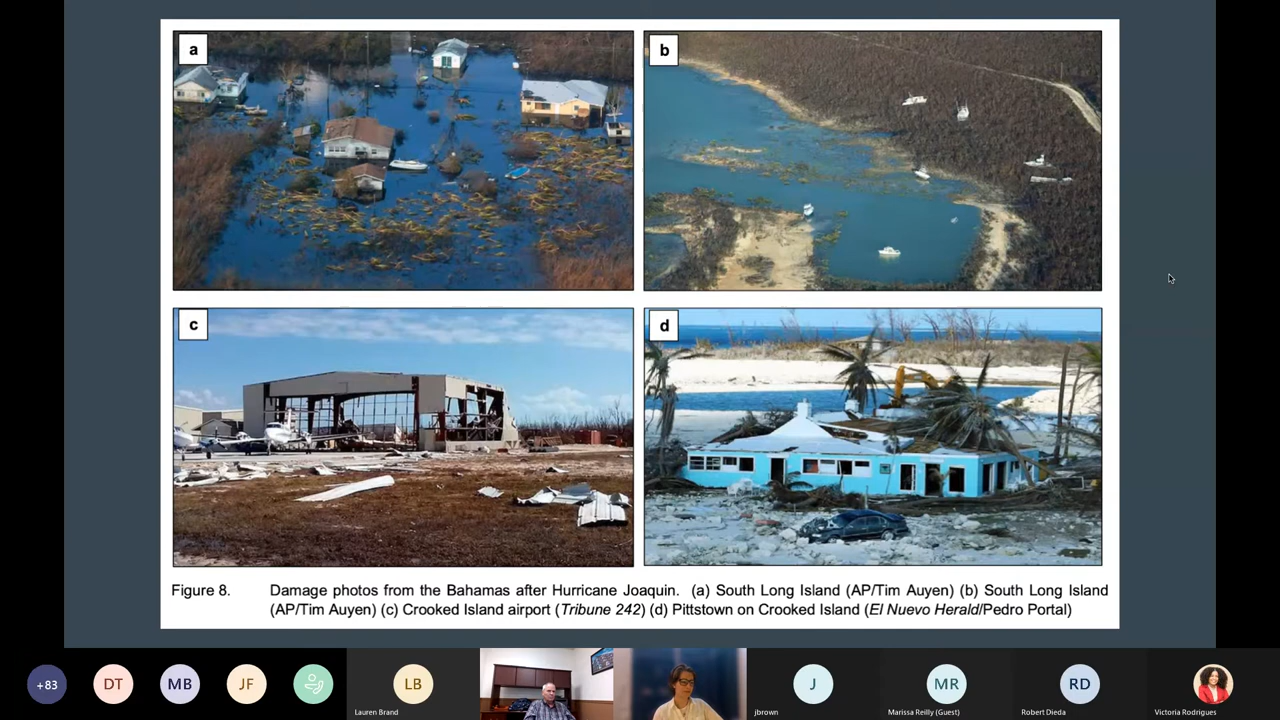 a
b
c
d
Figure 8. Damage photos from the Bahamas after Hurricane Joaquin. (a) South Long Island (AP/Tim Auyen) (b) South Long Island
(AP/Tim Auyen) (c) Crooked Island airport (Tribune 242) (d) Pittstown on Crooked Island (El Nuevo Herald/Pedro Portal)
+83
DT
MB
JF
LB
J
MR
RD
Lauren Brand
jbrown
Marissa Reilly (Guest)
Robert Dieda
Victoria Rodrigues